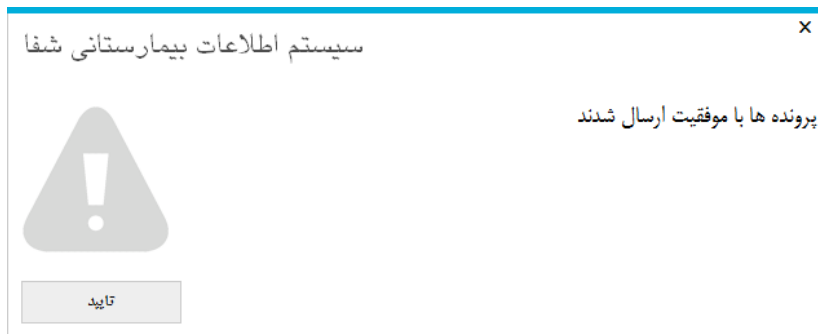 سیستم اطلاعات بیمارستانی شفا
پرونده ها با موفقیت ارسال شدند
تایید